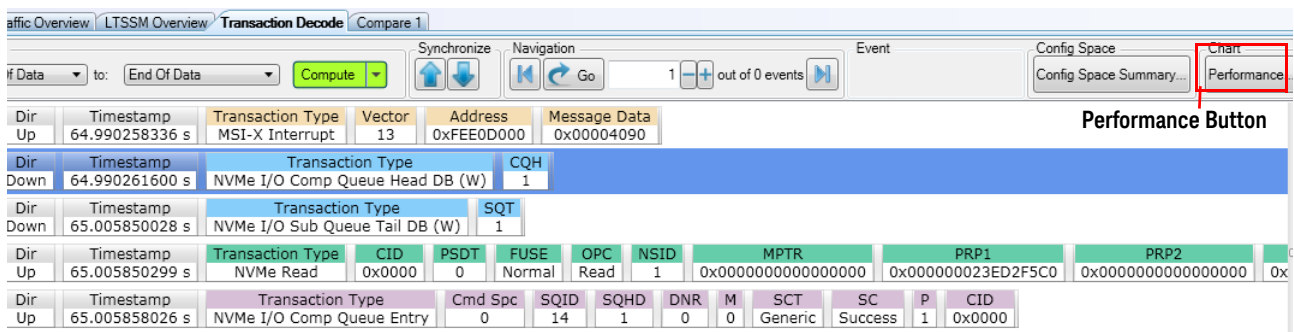 affic Overview LTSSM Overview Transaction Decode Compare 1
Synchronize Navigation Event Config Space Chart
Of Data to: End Of Data Compute Go 1 out of 0 events Config Space Summary... Performance...
Performance Button
Dir Timestamp Transaction Type Vector Address Message Data
Up 64.990258336 s MSI-X Interrupt 13 0xFEE0D000 0x00004090
Dir Timestamp Transaction Type CQH
Down 64.990261600 s NVMe I/O Comp Queue Head DB (W) 1
Dir Timestamp Transaction Type SQT
Down 65.005850028 s NVMe I/O Sub Queue Tail DB (W) 1
Dir Timestamp Transaction Type CID PSDT FUSE OPC NSID MPTR PRP1 PRP2
Up 65.005850299 s NVMe Read 0x0000 0 Normal Read 1 0x0000000000000000 0x000000023ED2F5C0 0x0000000000000000 0x
Dir Timestamp Transaction Type Cmd Spc SQID SQHD DNR M SCT SC P CID
Up 65.005858026 s NVMe I/O Comp Queue Entry 0 14 1 0 0 Generic Success 1 0x0000